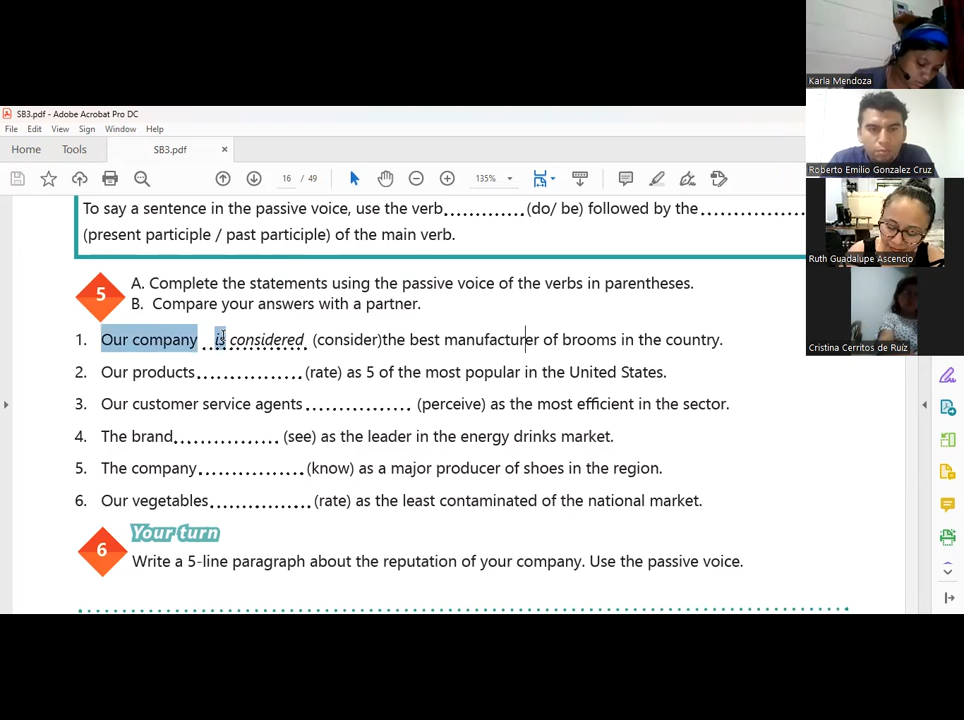 SB3.pdf - Adobe Acrobat Pro DC
File Edit View Sign Window Help
Home Tools SB3.pdf ×
16 / 49 135%
To say a sentence in the passive voice, use the verb............(do/ be) followed by the ................
(present participle / past participle) of the main verb.
5
A. Complete the statements using the passive voice of the verbs in parentheses.
B. Compare your answers with a partner.
1. Our company is considered (consider)the best manufacturer of brooms in the country.
2. Our products................(rate) as 5 of the most popular in the United States.
3. Our customer service agents ................ (perceive) as the most efficient in the sector.
4. The brand................ (see) as the leader in the energy drinks market.
5. The company................(know) as a major producer of shoes in the region.
6. Our vegetables................ (rate) as the least contaminated of the national market.
6
Your turn
Write a 5-line paragraph about the reputation of your company. Use the passive voice.
Karla Mendoza
Roberto Emilio Gonzalez Cruz
Ruth Guadalupe Ascencio
Cristina Cerritos de Ruíz